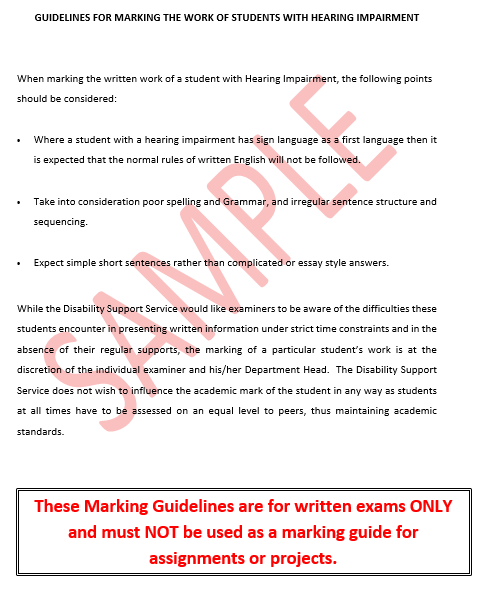 GUIDELINES FOR MARKING THE WORK OF STUDENTS WITH HEARING IMPAIRMENT
When marking the written work of a student with Hearing Impairment, the following points
should be considered:
• Where a student with a hearing impairment has sign language as a first language then it
is expected that the normal rules of written English will not be followed.
• Take into consideration poor spelling and Grammar, and irregular sentence structure and
sequencing.
• Expect simple short sentences rather than complicated or essay style answers.
While the Disability Support Service would like examiners to be aware of the difficulties these
students encounter in presenting written information under strict time constraints and in the
absence of their regular supports, the marking of a particular student's work is at the
discretion of the individual examiner and his/her Department Head.  The Disability Support
Service does not wish to influence the academic mark of the student in any way as students
at all times have to be assessed on an equal level to peers, thus maintaining academic
standards.
SAMPLE
These Marking Guidelines are for written exams ONLY
and must NOT be used as a marking guide for
assignments or projects.